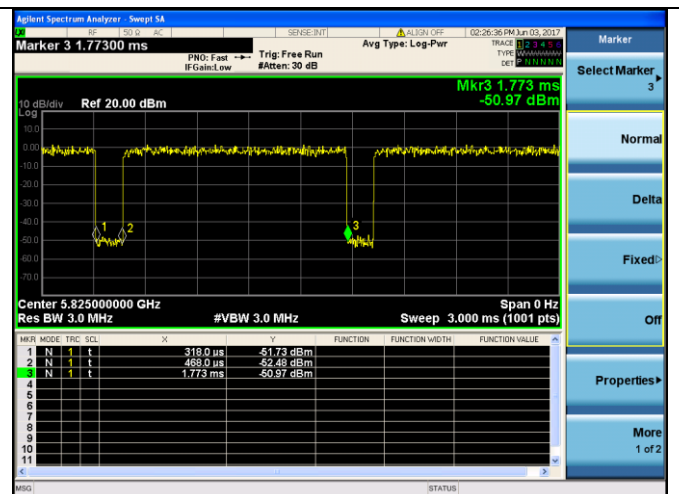 Agilent Spectrum Analyzer - Swept SA
RF 50 Ω AC SENSE:INT ALIGN OFF 02:26:36 PM Jun 03, 2017
Marker 3 1.77300 ms
PNO: Fast
IFGain:Low
Trig: Free Run
#Atten: 30 dB
Avg Type: Log-Pwr
TRACE 1 2 3 4 5 6
TYPE
DET P N N N N N
Mkr3 1.773 ms
-50.97 dBm
10 dB/div Ref 20.00 dBm
Log
10.0
0.00
-10.0
-20.0
-30.0
-40.0
-50.0
-60.0
-70.0
1
2
3
Center 5.825000000 GHz Span 0 Hz
Res BW 3.0 MHz #VBW 3.0 MHz Sweep 3.000 ms (1001 pts)
MKR MODE TRC SCL X Y FUNCTION FUNCTION WIDTH FUNCTION VALUE
1 N 1 t 318.0 µs -51.73 dBm
2 N 1 t 468.0 µs -52.48 dBm
3 N 1 t 1.773 ms -50.97 dBm
4
5
6
7
8
9
10
11
MSG STATUS
Marker
Select Marker
3
Normal
Delta
Fixed
Off
Properties
More
1 of 2